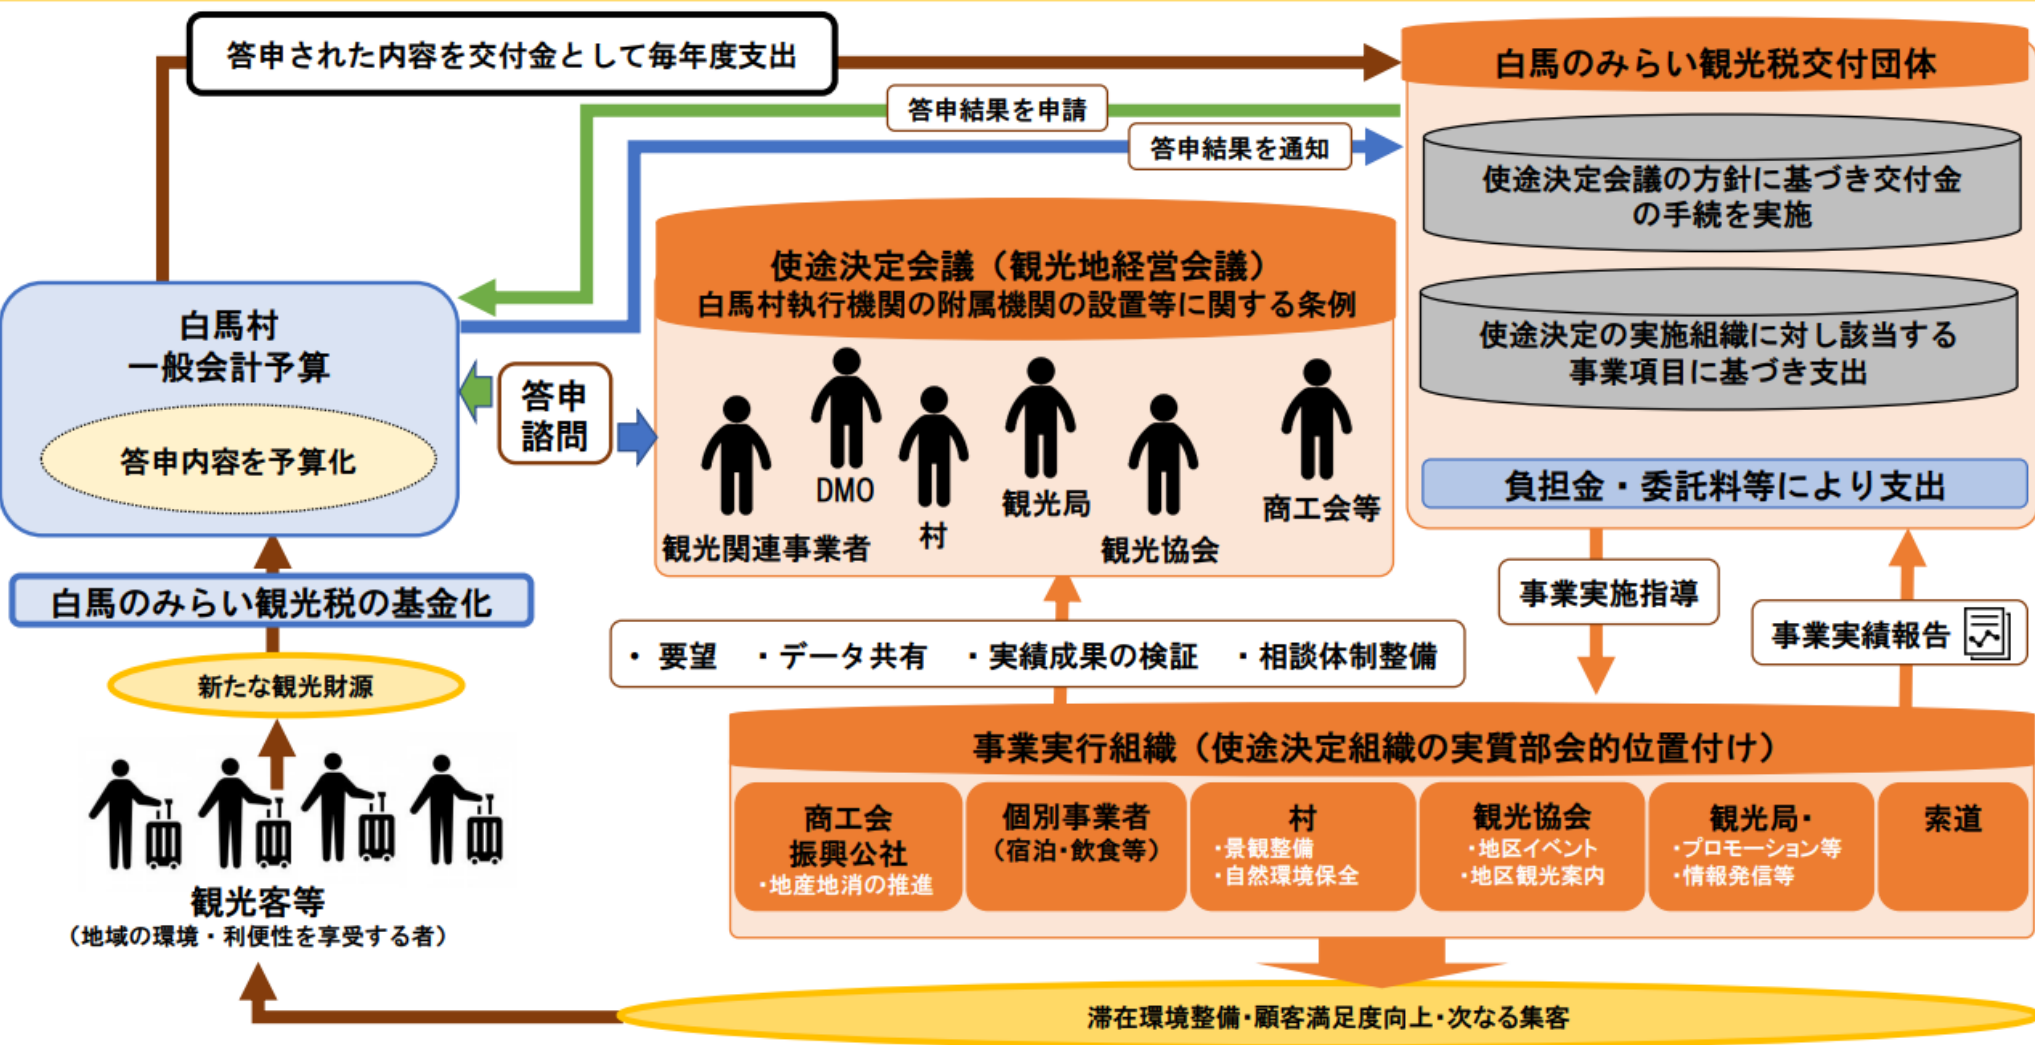 答申された内容を交付金として毎年度支出
白馬のみらい観光税交付団体
答申結果を申請
答申結果を通知
使途決定会議の方針に基づき交付金
の手続を実施
使途決定の実施組織に対し該当する
事業項目に基づき支出
負担金・委託料等により支出
使途決定会議（観光地経営会議）
白馬村執行機関の附属機関の設置等に関する条例
観光関連事業者
DMO
村
観光局
観光協会
商工会等
白馬村
一般会計予算
答申内容を予算化
答申
諮問
白馬のみらい観光税の基金化
新たな観光財源
観光客等
（地域の環境・利便性を享受する者）
・ 要望　・データ共有　・実績成果の検証　・相談体制整備
事業実施指導
事業実績報告
事業実行組織（使途決定組織の実質部会的位置付け）
商工会
振興公社
・地産地消の推進
個別事業者
（宿泊・飲食等）
村
・景観整備
・自然環境保全
観光協会
・地区イベント
・地区観光案内
観光局・
・プロモーション等
・情報発信等
索道
滞在環境整備・顧客満足度向上・次なる集客